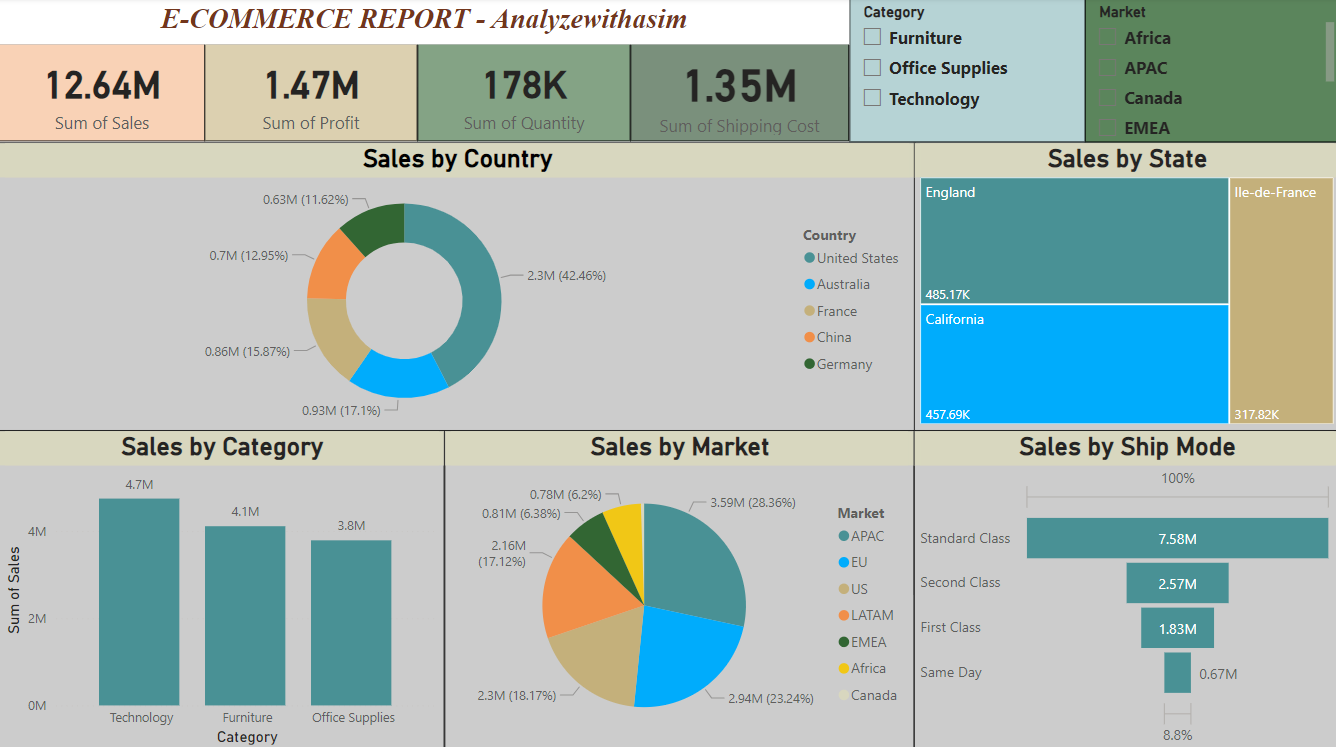 E-COMMERCE REPORT - Analyzewithasim
Category
Furniture
Office Supplies
Technology
Market
Africa
APAC
Canada
EMEA
12.64M
Sum of Sales
1.47M
Sum of Profit
178K
Sum of Quantity
1.35M
Sum of Shipping Cost
Sales by Country
0.63M (11.62%)
0.7M (12.95%)
2.3M (42.46%)
0.86M (15.87%)
0.93M (17.1%)
Country
United States
Australia
France
China
Germany
Sales by State
England
485.17K
California
457.69K
Ile-de-France
317.82K
Sales by Category
Sum of Sales
4M
2M
0M
4.7M
4.1M
3.8M
Technology
Furniture
Office Supplies
Category
Sales by Market
0.78M (6.2%)
0.81M (6.38%)
2.16M
(17.12%)
3.59M (28.36%)
2.3M (18.17%)
2.94M (23.24%)
Market
APAC
EU
US
LATAM
EMEA
Africa
Canada
Sales by Ship Mode
100%
Standard Class
7.58M
Second Class
2.57M
First Class
1.83M
Same Day
0.67M
8.8%